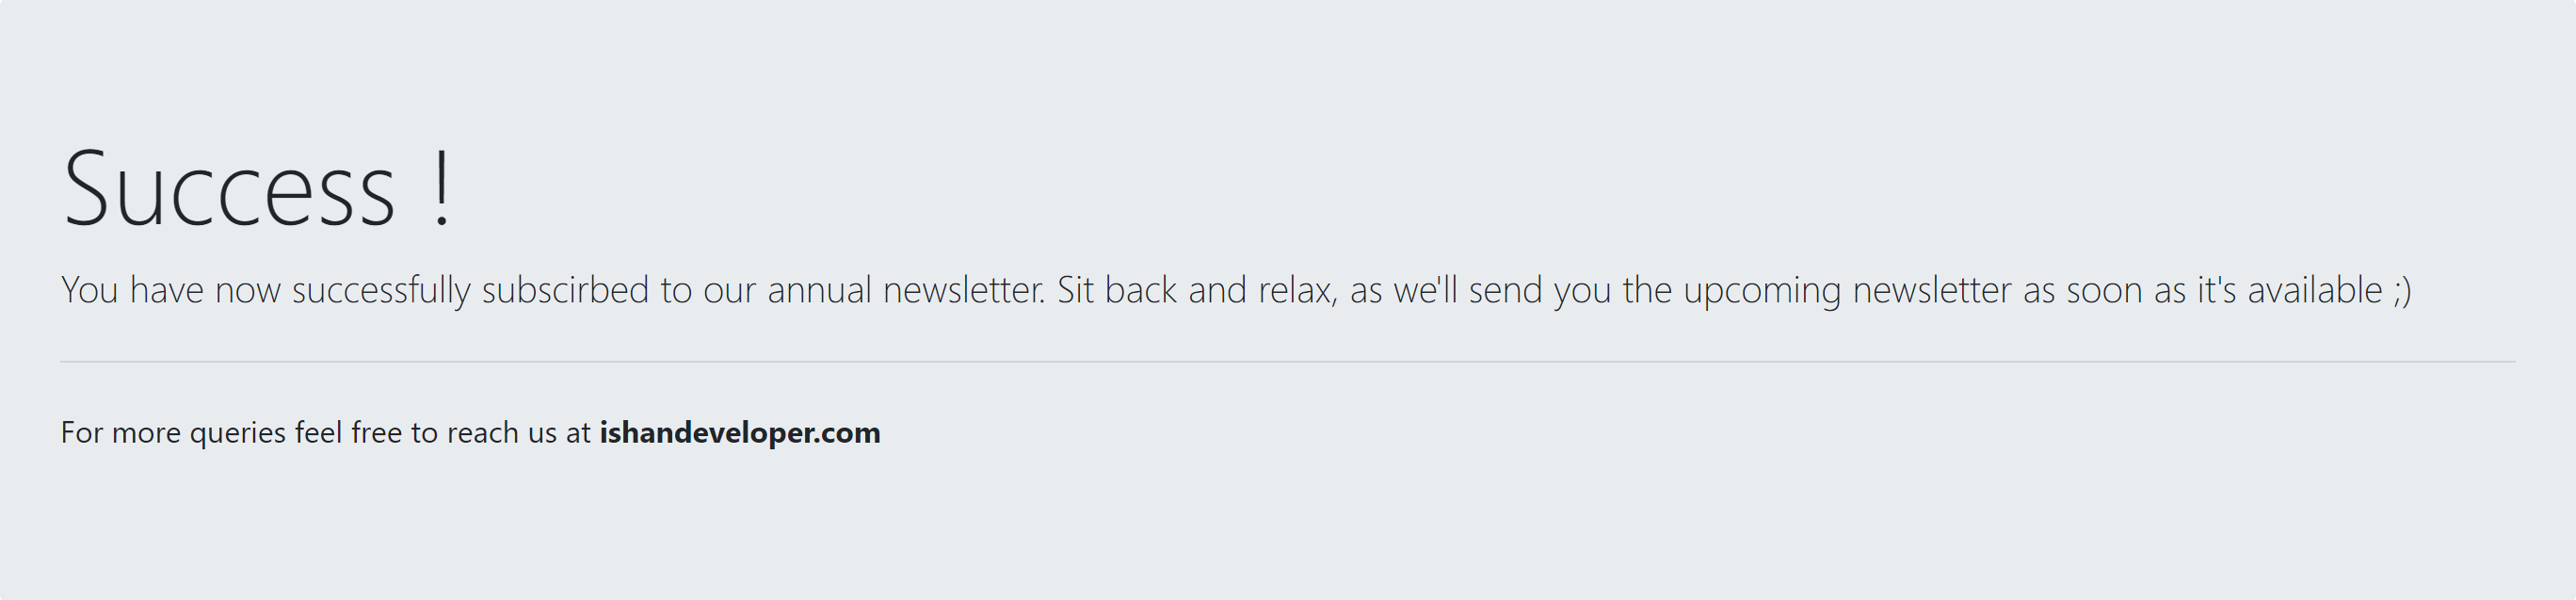 Success !
You have now successfully subscirbed to our annual newsletter. Sit back and relax, as we'll send you the upcoming newsletter as soon as it's available ;)
For more queries feel free to reach us at ishandeveloper.com